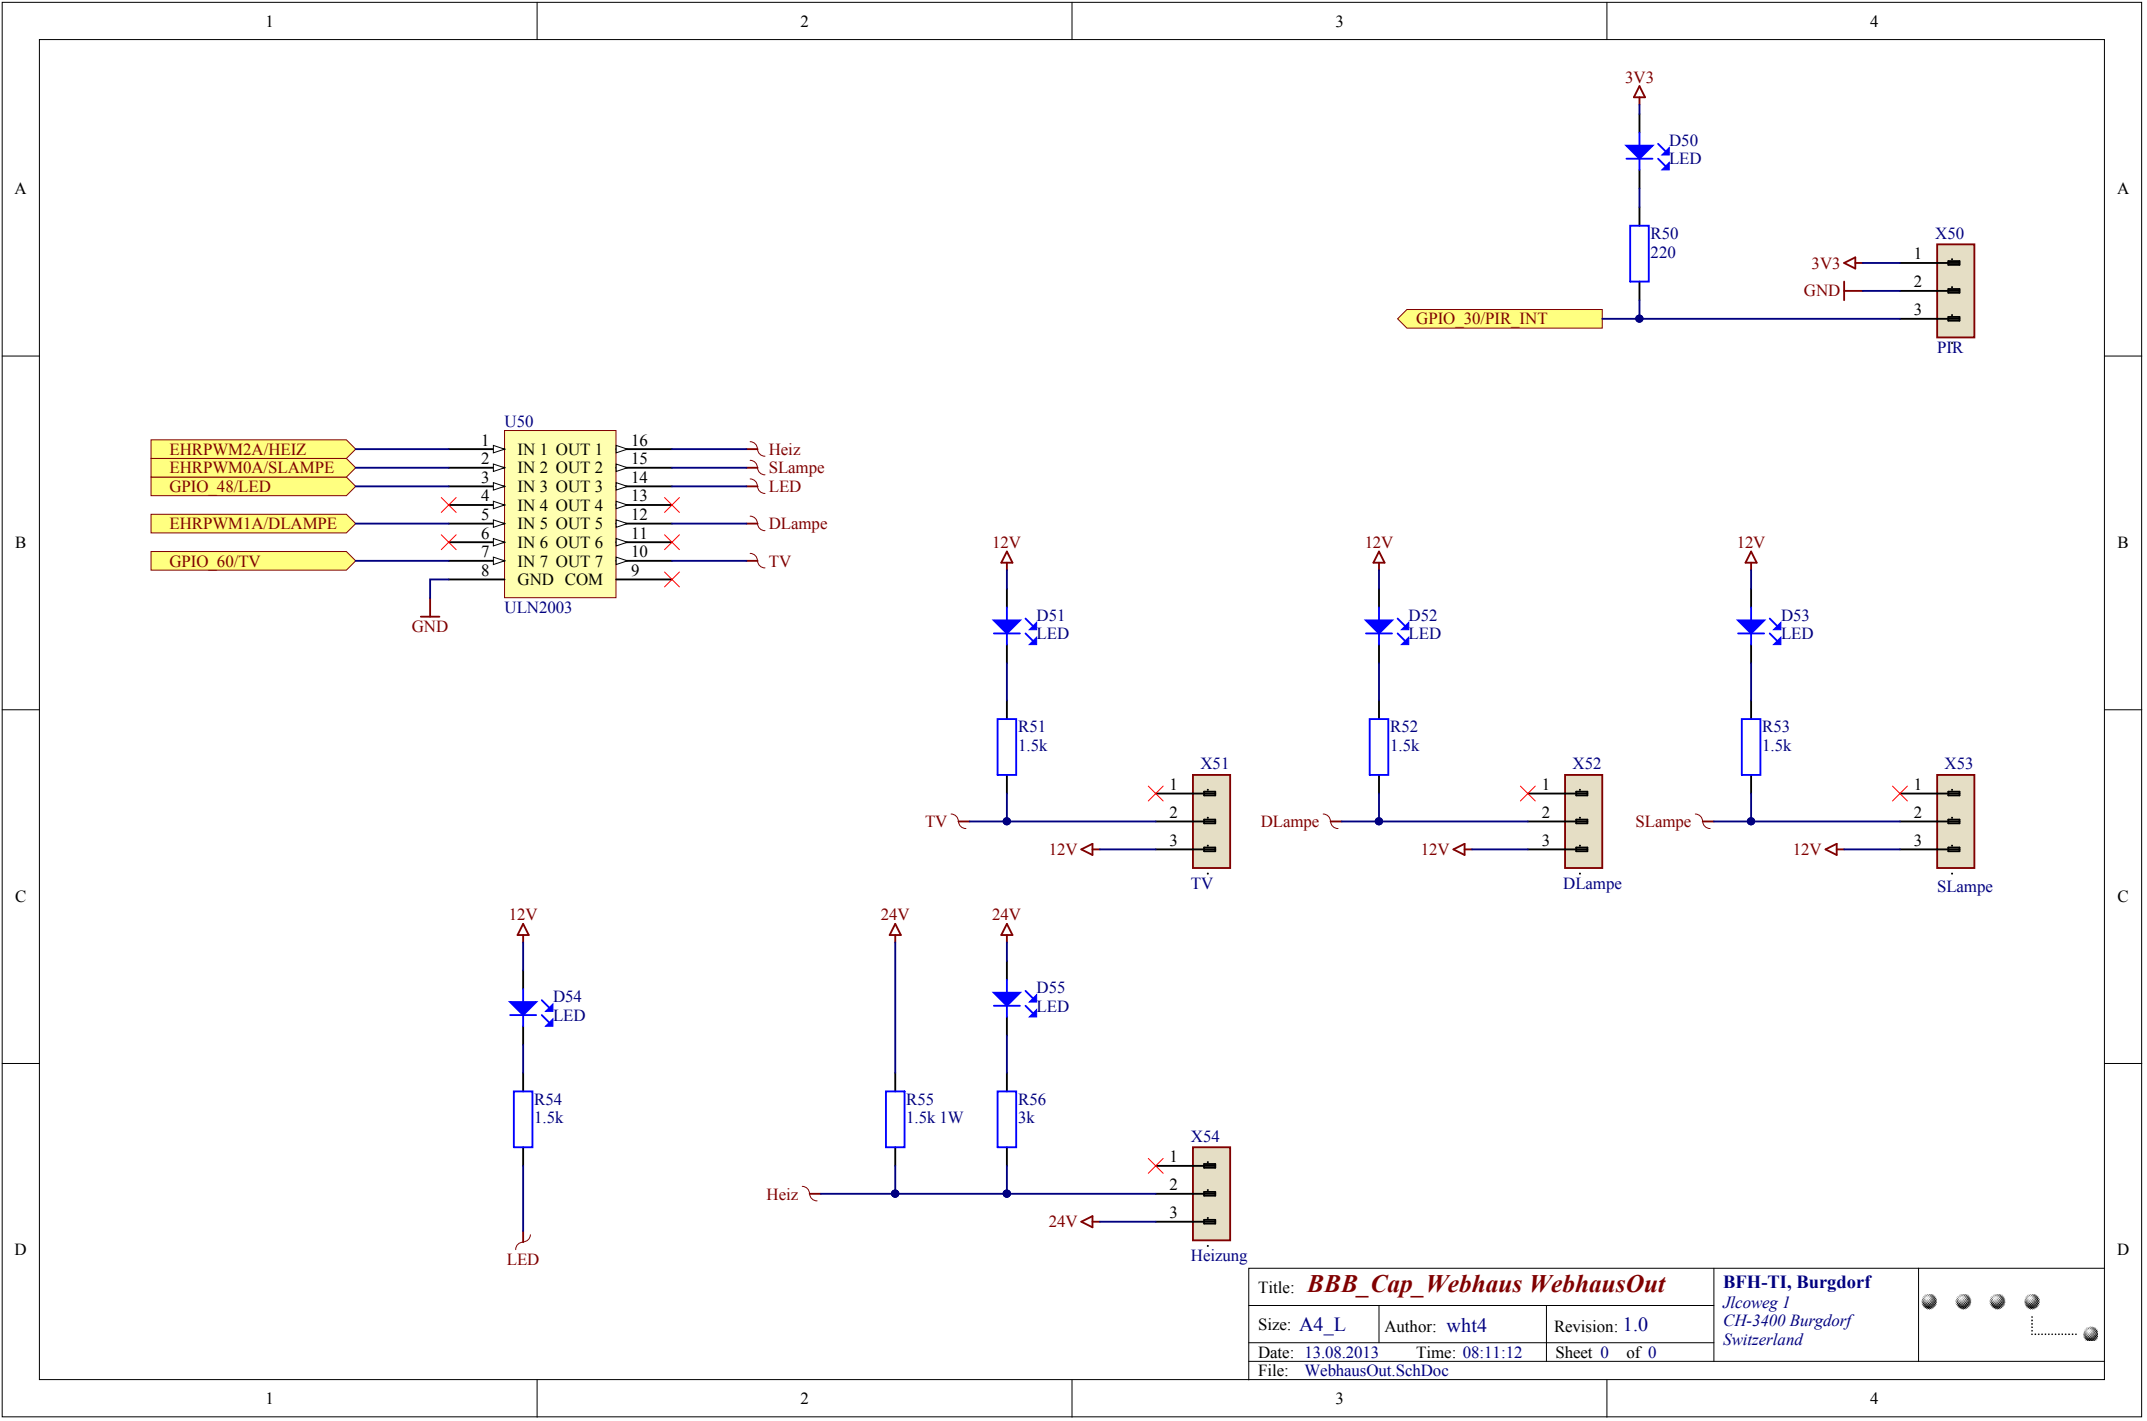 1 2 3 4
A A
B B
C C
D D
1 2 3 4
3V3
D50
LED
R50
220
X50
3V3 1
GND 2
GPIO_30/PIR_INT 3
PIR
U50
EHRPWM2A/HEIZ 1 IN 1 OUT 1 16 Heiz
EHRPWM0A/SLAMPE 2 IN 2 OUT 2 15 SLampe
GPIO_48/LED 3 IN 3 OUT 3 14 LED
4 IN 4 OUT 4 13
EHRPWM1A/DLAMPE 5 IN 5 OUT 5 12 DLampe
6 IN 6 OUT 6 11
GPIO_60/TV 7 IN 7 OUT 7 10 TV
8 GND COM 9
ULN2003
GND
12V
D51
LED
R51
1.5k
X51
1
TV 2
12V 3
TV
12V
D52
LED
R52
1.5k
X52
1
DLampe 2
12V 3
DLampe
12V
D53
LED
R53
1.5k
X53
1
SLampe 2
12V 3
SLampe
12V
D54
LED
R54
1.5k
LED
24V
R55
1.5k 1W
24V
D55
LED
R56
3k
X54
1
Heiz 2
24V 3
Heizung
Title: BBB_Cap_Webhaus WebhausOut
Size: A4_L Author: wht4 Revision: 1.0
Date: 13.08.2013 Time: 08:11:12 Sheet 0 of 0
File: WebhausOut.SchDoc
BFH-TI, Burgdorf
Jlcoweg 1
CH-3400 Burgdorf
Switzerland